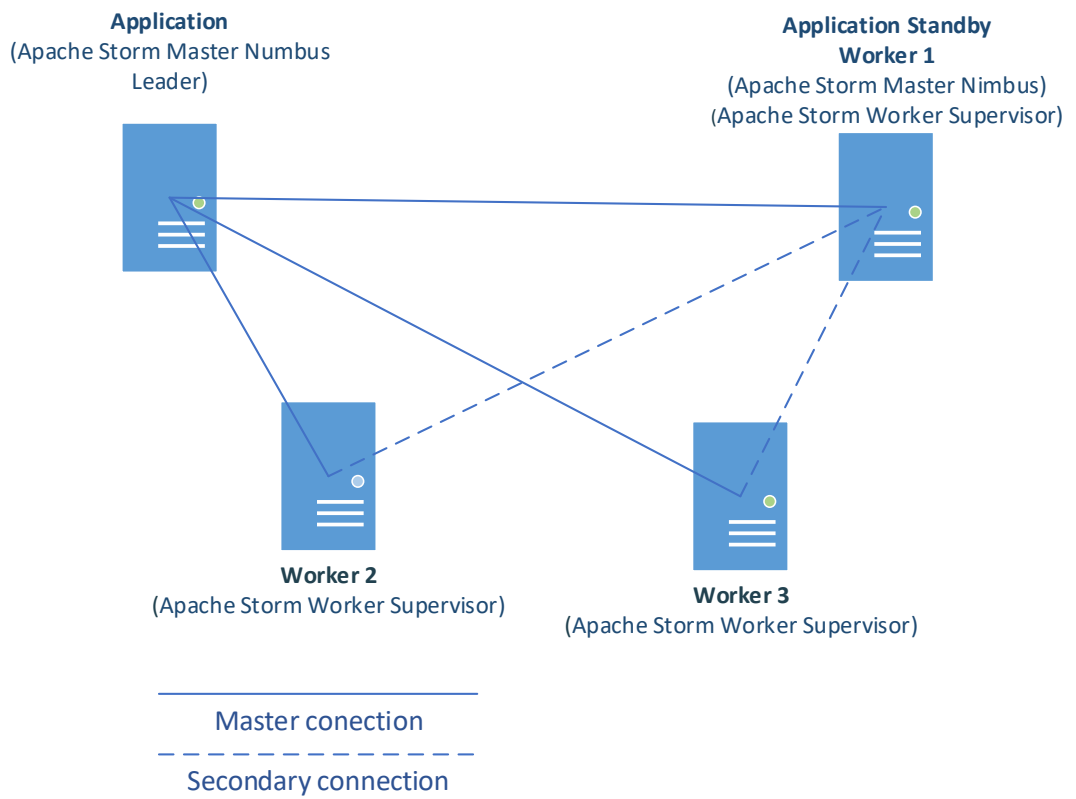 Application
(Apache Storm Master Numbus
Leader)
Application Standby
Worker 1
(Apache Storm Master Nimbus)
(Apache Storm Worker Supervisor)
Worker 2
(Apache Storm Worker Supervisor)
Worker 3
(Apache Storm Worker Supervisor)
Master conection
Secondary connection